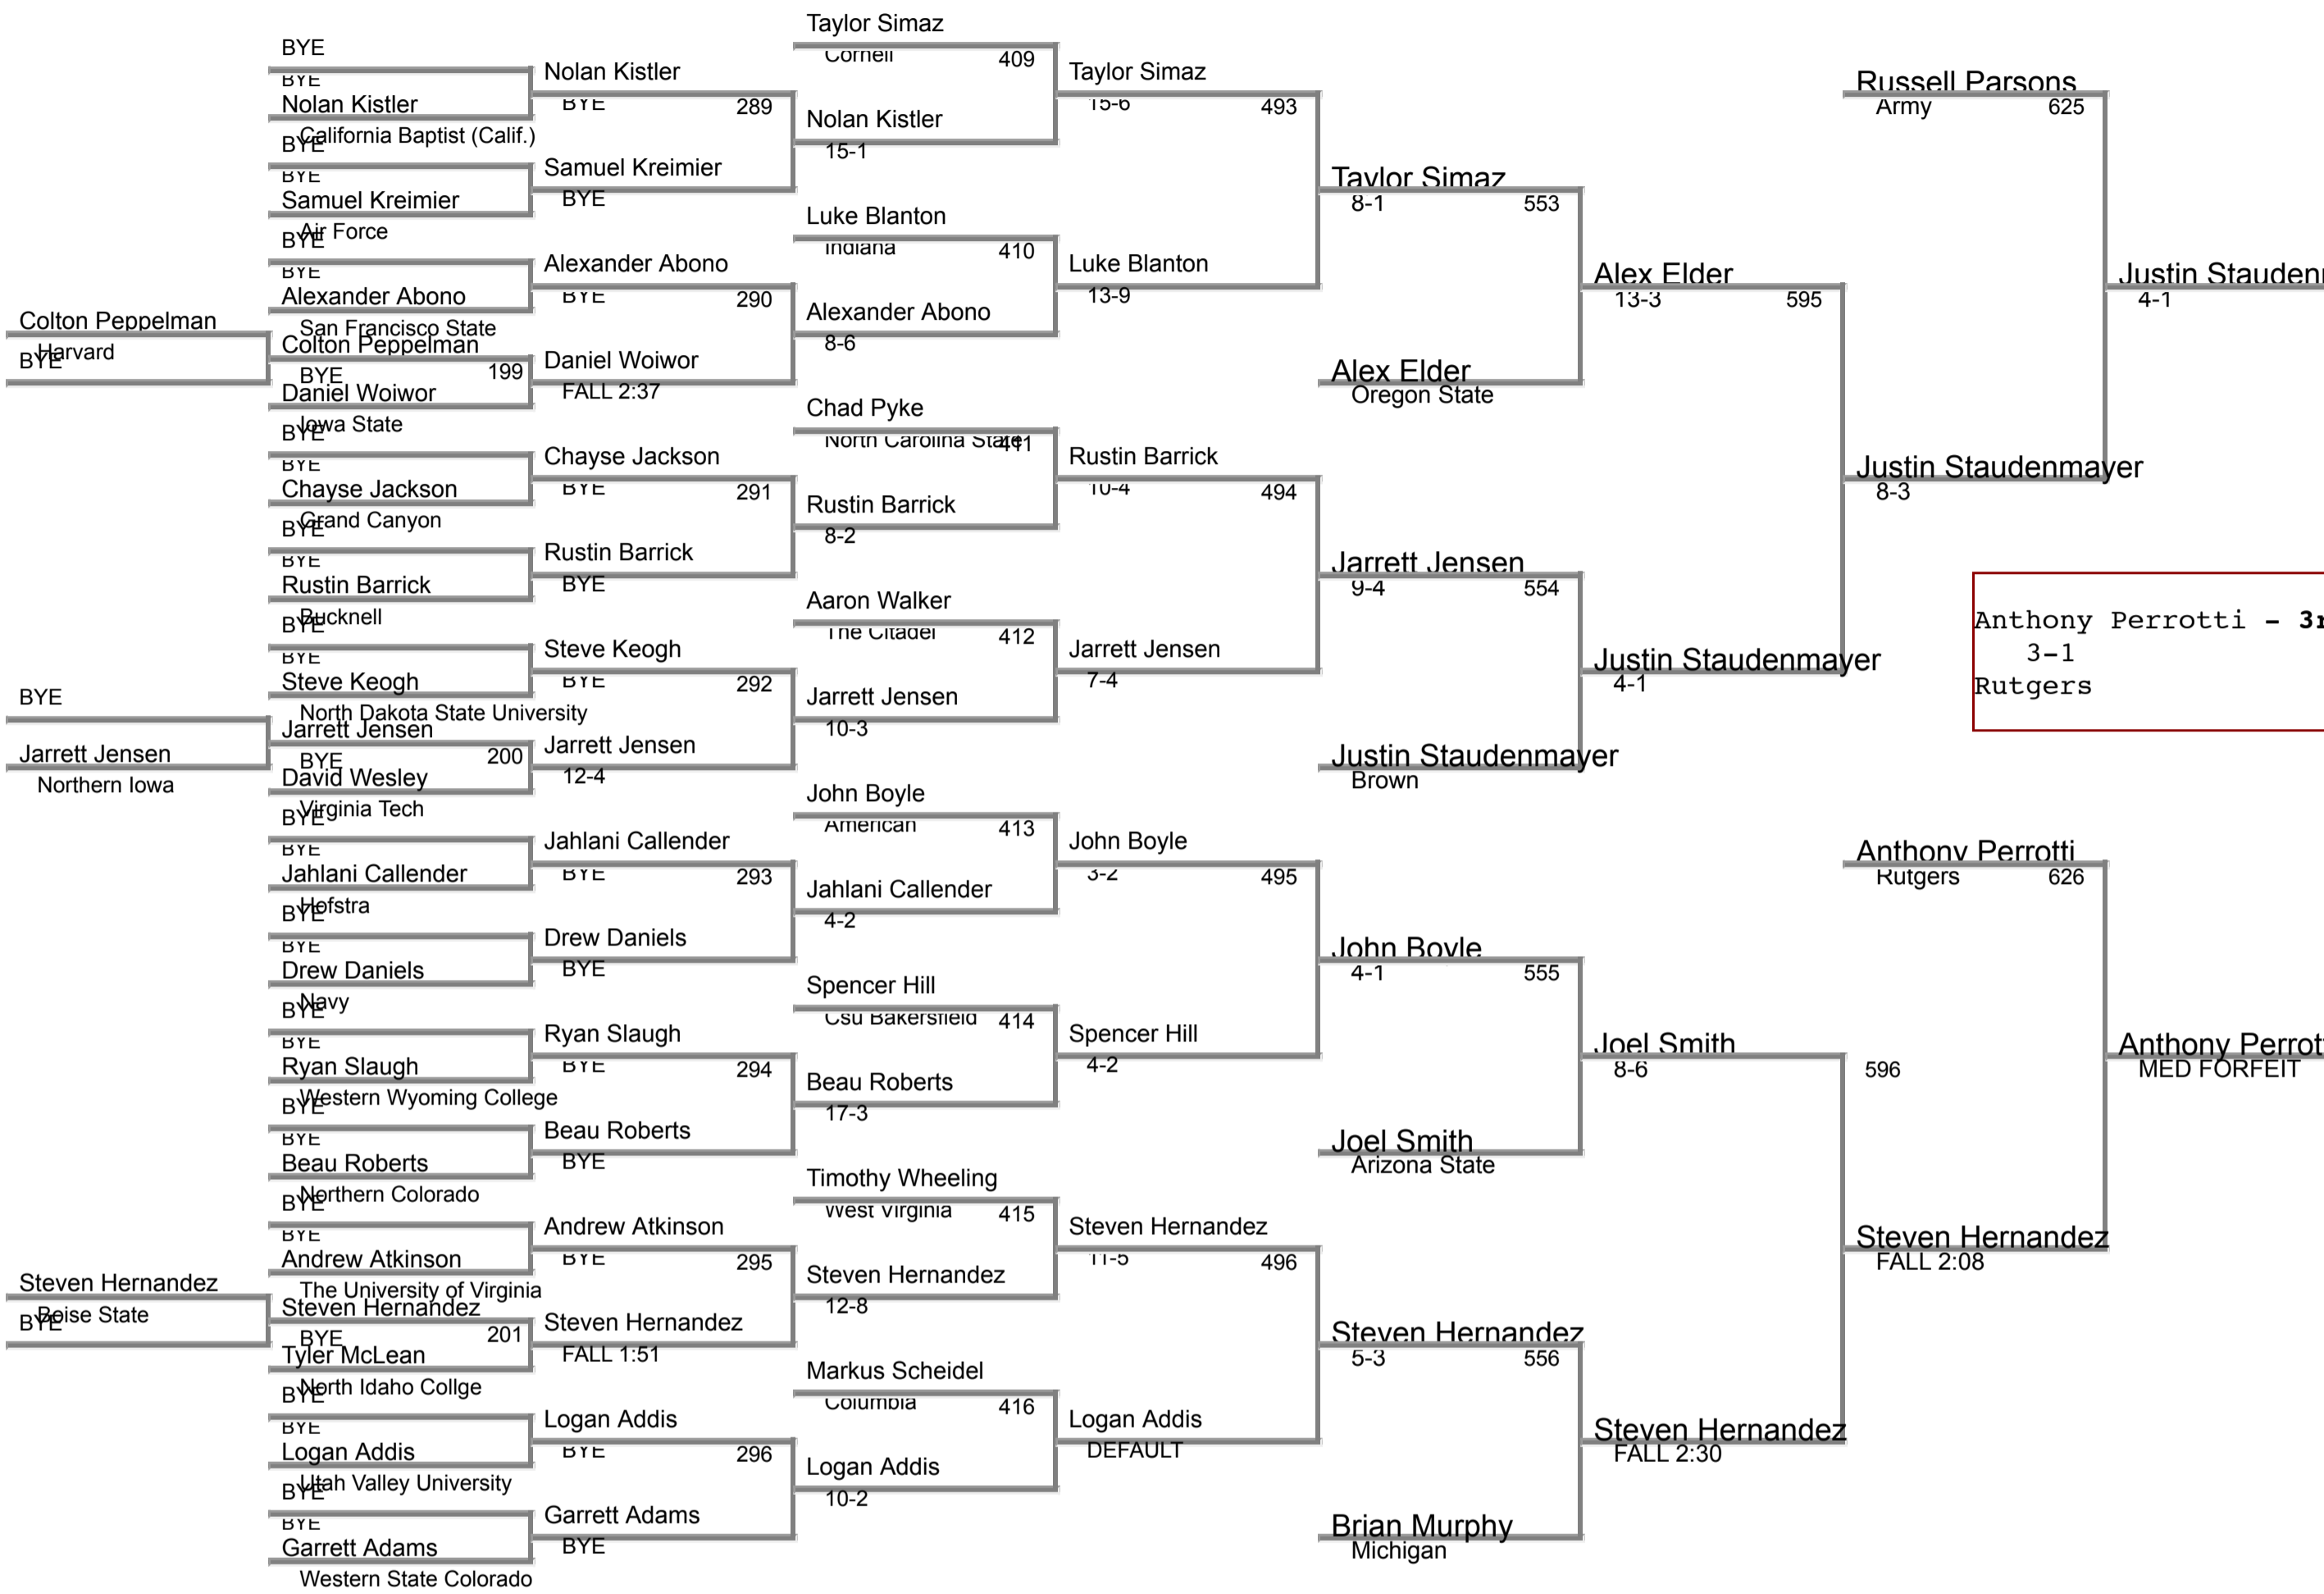 Colton Peppelman
Harvard
BYE
BYE
Jarrett Jensen
Northern Iowa
Steven Hernandez
Boise State
BYE
BYE
BYE
Nolan Kistler
California Baptist (Calif.)
BYE
BYE
Samuel Kreimier
Air Force
BYE
BYE
Alexander Abono
San Francisco State
Colton Peppelman
BYE 199
Daniel Woiwor
Iowa State
BYE
BYE
Chayse Jackson
Grand Canyon
BYE
BYE
Rustin Barrick
Bucknell
BYE
BYE
Steve Keogh
North Dakota State University
Jarrett Jensen
BYE 200
David Wesley
Virginia Tech
BYE
BYE
Jahlani Callender
Hofstra
BYE
BYE
Drew Daniels
Navy
BYE
BYE
Ryan Slaugh
Western Wyoming College
BYE
BYE
Beau Roberts
Northern Colorado
BYE
BYE
Andrew Atkinson
The University of Virginia
Steven Hernandez
BYE 201
Tyler McLean
North Idaho Collge
BYE
BYE
Logan Addis
Utah Valley University
BYE
BYE
Garrett Adams
Western State Colorado
Nolan Kistler
BYE 289
Samuel Kreimier
BYE
Alexander Abono
BYE 290
Daniel Woiwor
FALL 2:37
Chayse Jackson
BYE 291
Rustin Barrick
BYE
Steve Keogh
BYE 292
Jarrett Jensen
12-4
Jahlani Callender
BYE 293
Drew Daniels
BYE
Ryan Slaugh
BYE 294
Beau Roberts
BYE
Andrew Atkinson
BYE 295
Steven Hernandez
FALL 1:51
Logan Addis
BYE 296
Garrett Adams
BYE
Taylor Simaz
Cornell 409
Nolan Kistler
15-1
Luke Blanton
Indiana 410
Alexander Abono
8-6
Chad Pyke
North Carolina State 411
Rustin Barrick
8-2
Aaron Walker
The Citadel 412
Jarrett Jensen
10-3
John Boyle
American 413
Jahlani Callender
4-2
Spencer Hill
Csu Bakersfield 414
Beau Roberts
17-3
Timothy Wheeling
West Virginia 415
Steven Hernandez
12-8
Markus Scheidel
Columbia 416
Logan Addis
10-2
Taylor Simaz
15-6 493
Luke Blanton
13-9
Rustin Barrick
10-4 494
Jarrett Jensen
7-4
John Boyle
3-2 495
Spencer Hill
4-2
Steven Hernandez
11-5 496
Logan Addis
DEFAULT
Taylor Simaz
8-1 553
Alex Elder
Oregon State
Jarrett Jensen
9-4 554
Justin Staudenmayer
Brown
John Boyle
4-1 555
Joel Smith
Arizona State
Steven Hernandez
5-3 556
Brian Murphy
Michigan
Alex Elder
13-3 595
Justin Staudenmayer
4-1
Joel Smith
8-6 596
Steven Hernandez
FALL 2:30
Russell Parsons
Army 625
Justin Staudenmayer
8-3
Anthony Perrotti
Rutgers 626
Steven Hernandez
FALL 2:08
Justin
4-1
Anthony Perrotti -
3-1
Rutgers
Anthony
MED FORFEIT